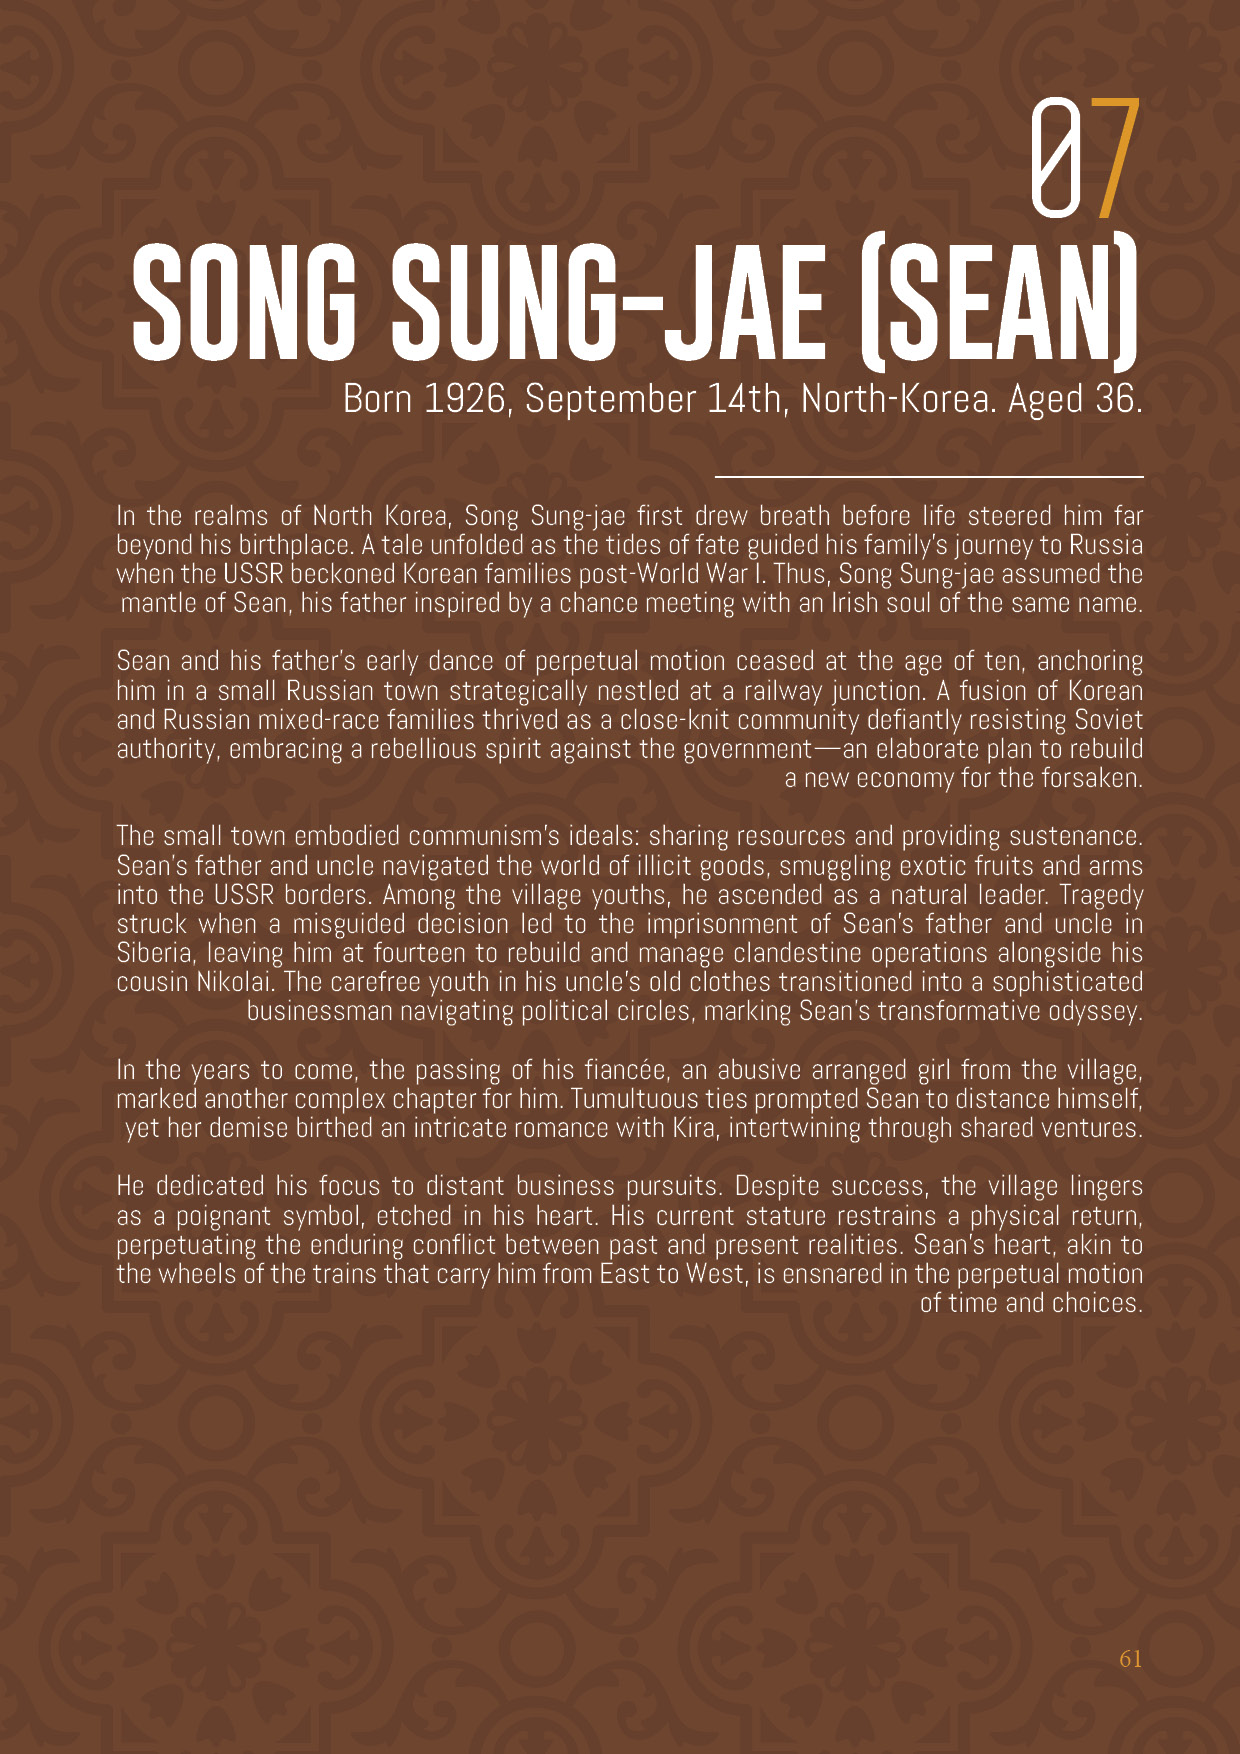 07
SONG SUNG-JAE (SEAN)
Born 1926, September 14th, North-Korea. Aged 36.
In the realms of North Korea, Song Sung-jae first drew breath before life steered him far
beyond his birthplace. A tale unfolded as the tides of fate guided his family's journey to Russia
when the USSR beckoned Korean families post-World War I. Thus, Song Sung-jae assumed the
mantle of Sean, his father inspired by a chance meeting with an Irish soul of the same name.
Sean and his father's early dance of perpetual motion ceased at the age of ten, anchoring
him in a small Russian town strategically nestled at a railway junction. A fusion of Korean
and Russian mixed-race families thrived as a close-knit community defiantly resisting Soviet
authority, embracing a rebellious spirit against the government—an elaborate plan to rebuild
a new economy for the forsaken.
The small town embodied communism's ideals: sharing resources and providing sustenance.
Sean's father and uncle navigated the world of illicit goods, smuggling exotic fruits and arms
into the USSR borders. Among the village youths, he ascended as a natural leader. Tragedy
struck when a misguided decision led to the imprisonment of Sean's father and uncle in
Siberia, leaving him at fourteen to rebuild and manage clandestine operations alongside his
cousin Nikolai. The carefree youth in his uncle's old clothes transitioned into a sophisticated
businessman navigating political circles, marking Sean's transformative odyssey.
In the years to come, the passing of his fiancée, an abusive arranged girl from the village,
marked another complex chapter for him. Tumultuous ties prompted Sean to distance himself,
yet her demise birthed an intricate romance with Kira, intertwining through shared ventures.
He dedicated his focus to distant business pursuits. Despite success, the village lingers
as a poignant symbol, etched in his heart. His current stature restrains a physical return,
perpetuating the enduring conflict between past and present realities. Sean's heart, akin to
the wheels of the trains that carry him from East to West, is ensnared in the perpetual motion
of time and choices.
61